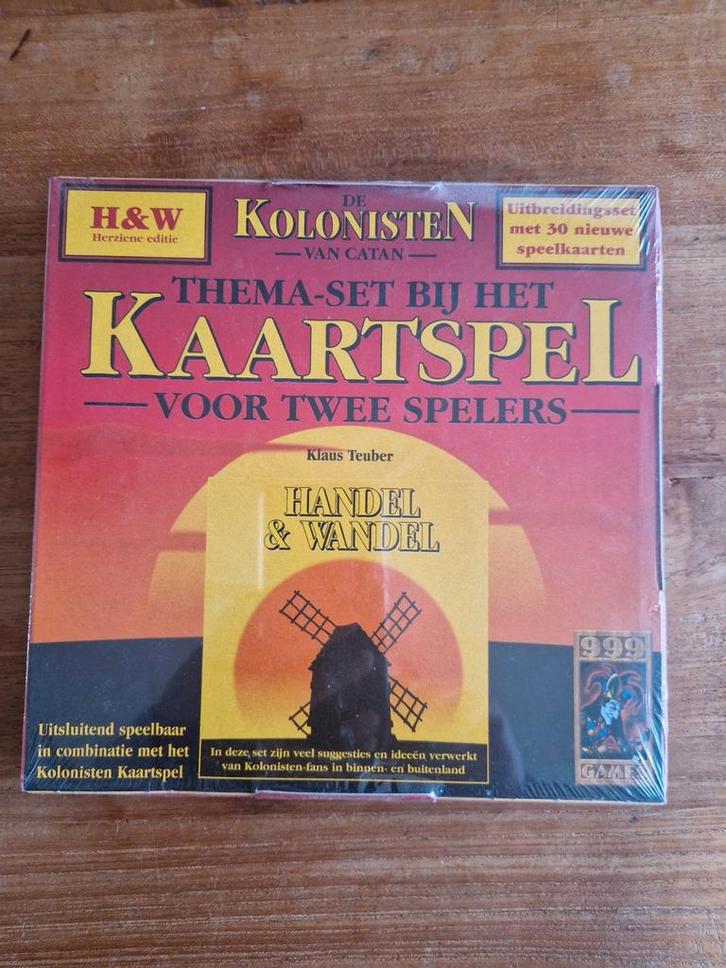 H&W
Herziene editie
DE
KOLONISTEN
VAN CATAN
Uitbreidingsset
met 30 nieuwe
speelkaarten
THEMA-SET BIJ HET
KAARTSPEL
VOOR TWEE SPELERS
Klaus Teuber
HANDEL
& WANDEL
Uitsluitend speelbaar
in combinatie met het
Kolonisten Kaartspel
In deze set zijn veel suggesties en ideeën verwerkt
van Kolonisten-fans in binnen- en buitenland
999
GAMES